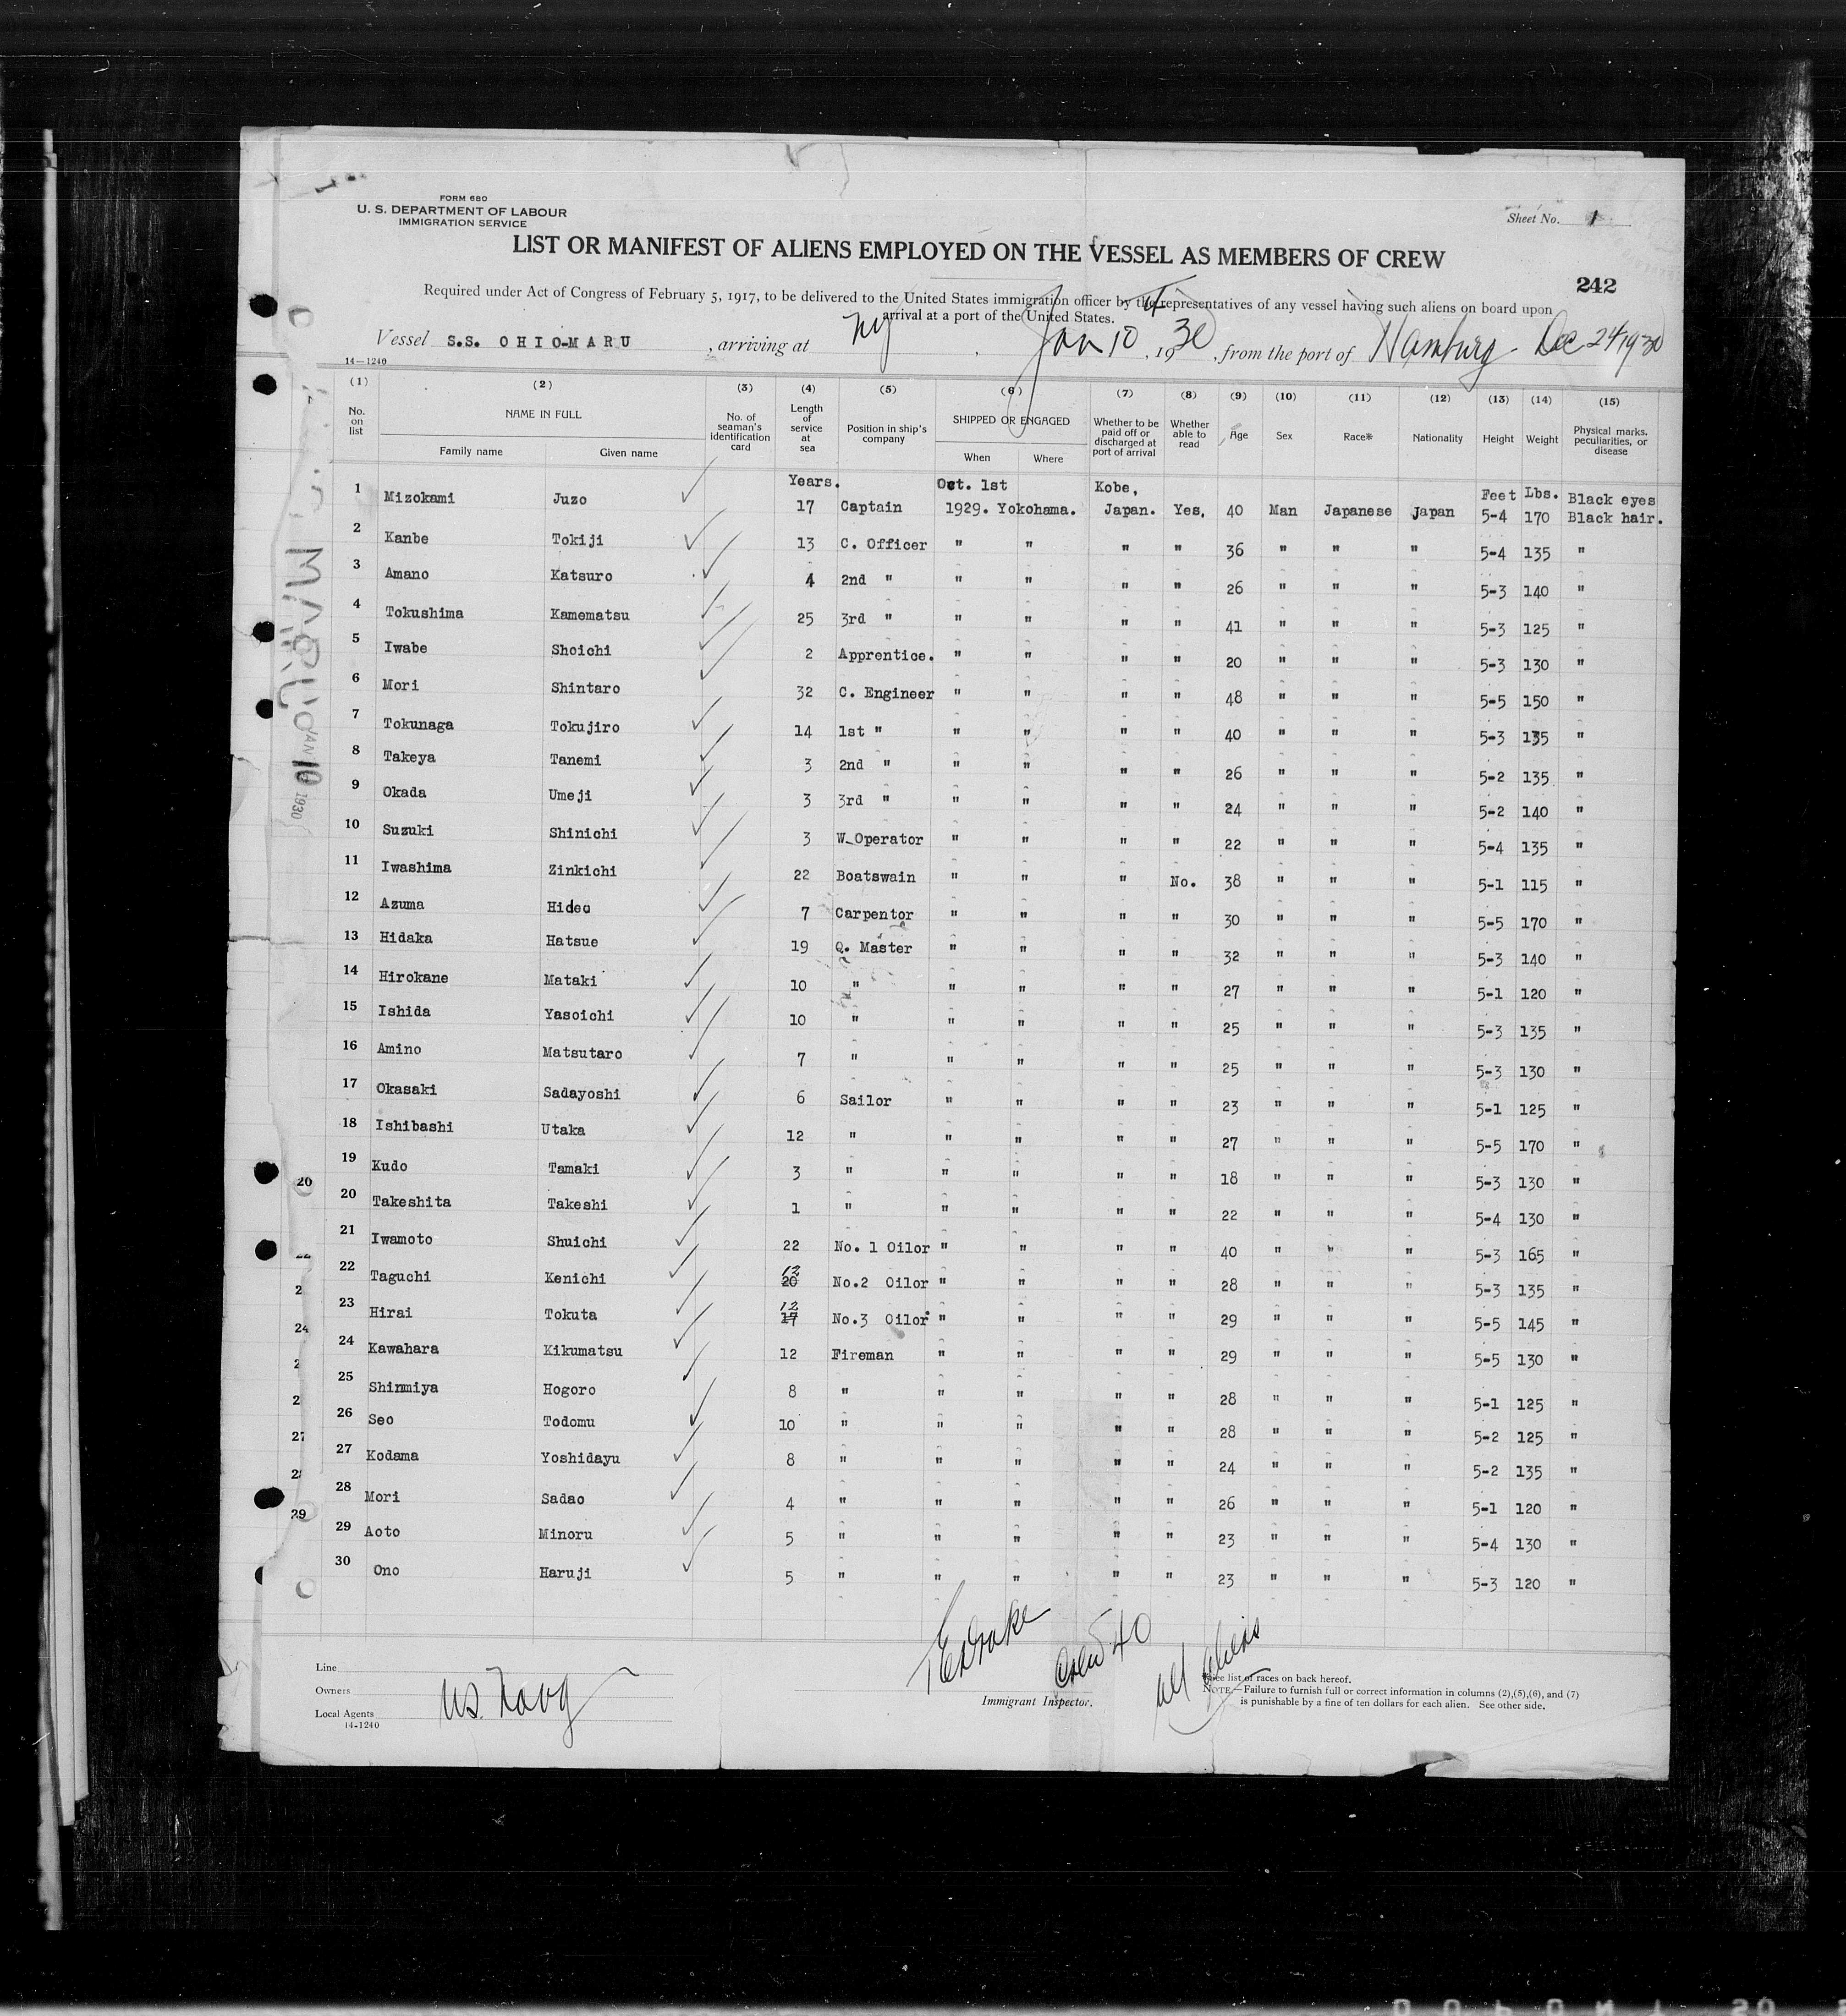 FORM 680
U. S. DEPARTMENT OF LABOUR
IMMIGRATION SERVICE
Sheet No. 1
LIST OR MANIFEST OF ALIENS EMPLOYED ON THE VESSEL AS MEMBERS OF CREW
242
Required under Act of Congress of February 5, 1917, to be delivered to the United States immigration officer by the representatives of any vessel having such aliens on board upon
arrival at a port of the United States.
Vessel S.S. OHIO-MARU , arriving at NY , Jan 10 , 1930 , from the port of Hamburg Dec 24 1930
14-1240
(1) (2) (3) (4) (5) (6) (7) (8) (9) (10) (11) (12) (13) (14) (15)
No. on list NAME IN FULL Family name Given name No. of seaman's identification card Length of service at sea Position in ship's company SHIPPED OR ENGAGED When Where Whether to be paid off or discharged at port of arrival Whether able to read Age Sex Race* Nationality Height Weight Physical marks, peculiarities, or disease
Years. Oct. 1st Kobe, Feet Lbs. Black eyes
1 Mizokami Juzo 17 Captain 1929. Yokohama. Japan. Yes. 40 Man Japanese Japan 5-4 170 Black hair.
2 Kanbe Tokiji 13 C. Officer " " " " 36 " " " 5-4 135 "
3 Amano Katsuro 4 2nd " " " " " 26 " " " 5-3 140 "
4 Tokushima Kamematsu 25 3rd " " " " " 41 " " " 5-3 125 "
5 Iwabe Shoichi 2 Apprentice. " " " " 20 " " " 5-3 130 "
6 Mori Shintaro 32 C. Engineer " " " " 48 " " " 5-5 150 "
7 Tokunaga Tokujiro 14 1st " " " " " 40 " " " 5-3 135 "
8 Takeya Tanemi 3 2nd " " " " " 26 " " " 5-2 135 "
9 Okada Umeji 3 3rd " " " " " 24 " " " 5-2 140 "
10 Suzuki Shinichi 3 W.Operator " " " " 22 " " " 5-4 135 "
11 Iwashima Zinkichi 22 Boatswain " " " No. 38 " " " 5-1 115 "
12 Azuma Hideo 7 Carpentor " " " " 30 " " " 5-5 170 "
13 Hidaka Hatsue 19 Q. Master " " " " 32 " " " 5-3 140 "
14 Hirokane Mataki 10 " " " " " 27 " " " 5-1 120 "
15 Ishida Yasoichi 10 " " " " " 25 " " " 5-3 135 "
16 Amino Matsutaro 7 " " " " " 25 " " " 5-3 130 "
17 Okasaki Sadayoshi 6 Sailor " " " " 23 " " " 5-1 125 "
18 Ishibashi Utaka 12 " " " " " 27 " " " 5-5 170 "
19 Kudo Tamaki 3 " " " " " 18 " " " 5-3 130 "
20 Takeshita Takeshi 1 " " " " " 22 " " " 5-4 130 "
21 Iwamoto Shuichi 22 No. 1 Oilor " " " " 40 " " " 5-3 165 "
22 Taguchi Kenichi 12 20 No.2 Oilor " " " " 28 " " " 5-3 135 "
23 Hirai Tokuta 12 17 No.3 Oilor " " " " 29 " " " 5-5 145 "
24 Kawahara Kikumatsu 12 Fireman " " " " 29 " " " 5-5 130 "
25 Shinmiya Hogoro 8 " " " " " 28 " " " 5-1 125 "
26 Seo Todomu 10 " " " " " 28 " " " 5-2 125 "
27 Kodama Yoshidayu 8 " " " " " 24 " " " 5-2 135 "
28 Mori Sadao 4 " " " " " 26 " " " 5-1 120 "
29 Aoto Minoru 5 " " " " " 23 " " " 5-4 130 "
30 Ono Haruji 5 " " " " " 23 " " " 5-3 120 "
MARU
JAN 10 1930
20
24
27
29
Crew 40
all aliens
Line
Owners
Local Agents
14-1240
Immigrant Inspector.
*See list of races on back hereof.
NOTE.—Failure to furnish full or correct information in columns (2),(5),(6), and (7)
is punishable by a fine of ten dollars for each alien. See other side.